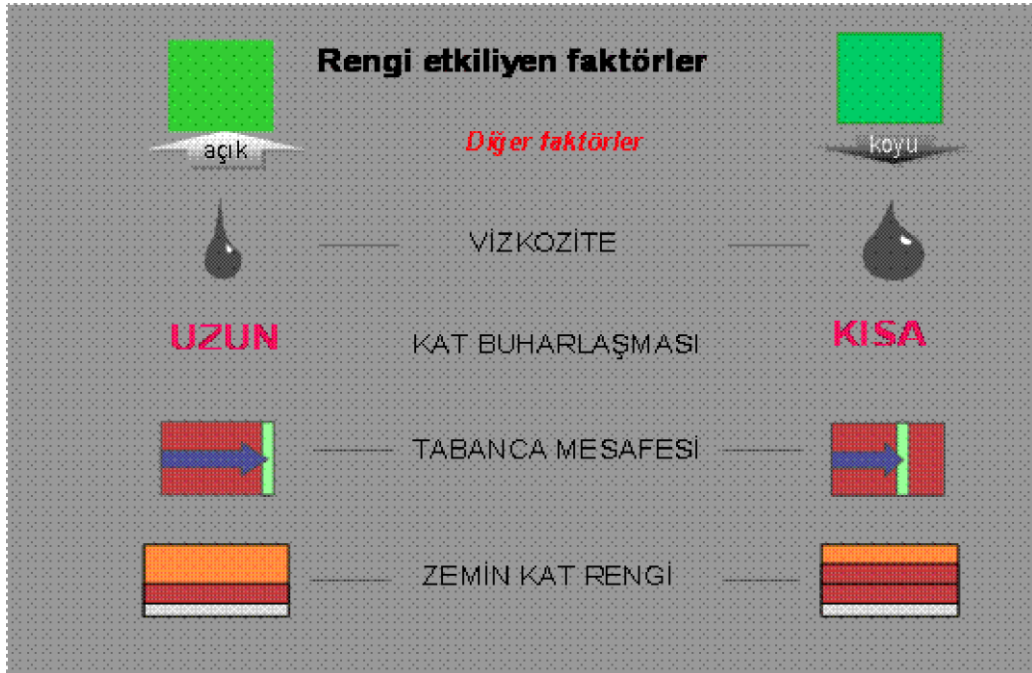 Rengi etkiliyen faktörler
açık
Diğer faktörler
koyu
VİZKOZİTE
UZUN
KAT BUHARLAŞMASI
KISA
TABANCA MESAFESİ
ZEMİN KAT RENGİ